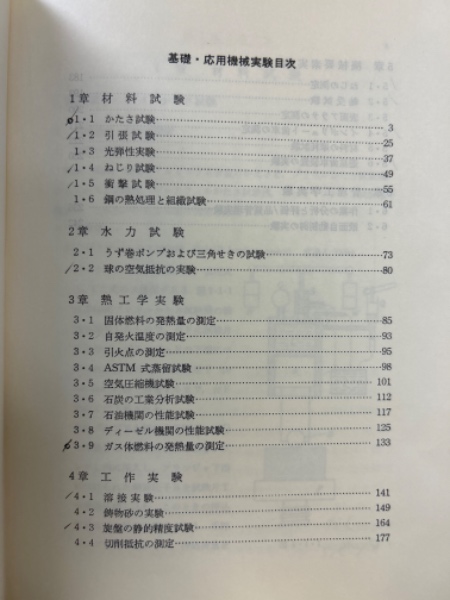 基礎・応用機械実験目次
1章 材料試験
1・1 かたさ試験 3
1・2 引張試験 25
1・3 光弾性実験 37
1・4 ねじり試験 49
1・5 衝撃試験 55
1・6 鋼の熱処理と組織試験 61
2章 水力試験
2・1 うず巻ポンプおよび三角せきの試験 73
2・2 球の空気抵抗の実験 80
3章 熱工学実験
3・1 固体燃料の発熱量の測定 85
3・2 自発火温度の測定 93
3・3 引火点の測定 95
3・4 ASTM 式蒸留試験 98
3・5 空気圧縮機試験 101
3・6 石炭の工業分析試験 112
3・7 石油機関の性能試験 117
3・8 ディーゼル機関の性能試験 125
3・9 ガス体燃料の発熱量の測定 133
4章 工作実験
4・1 溶接実験 141
4・2 鋳物砂の実験 149
4・3 旋盤の静的精度試験 164
4・4 切削抵抗の測定 177